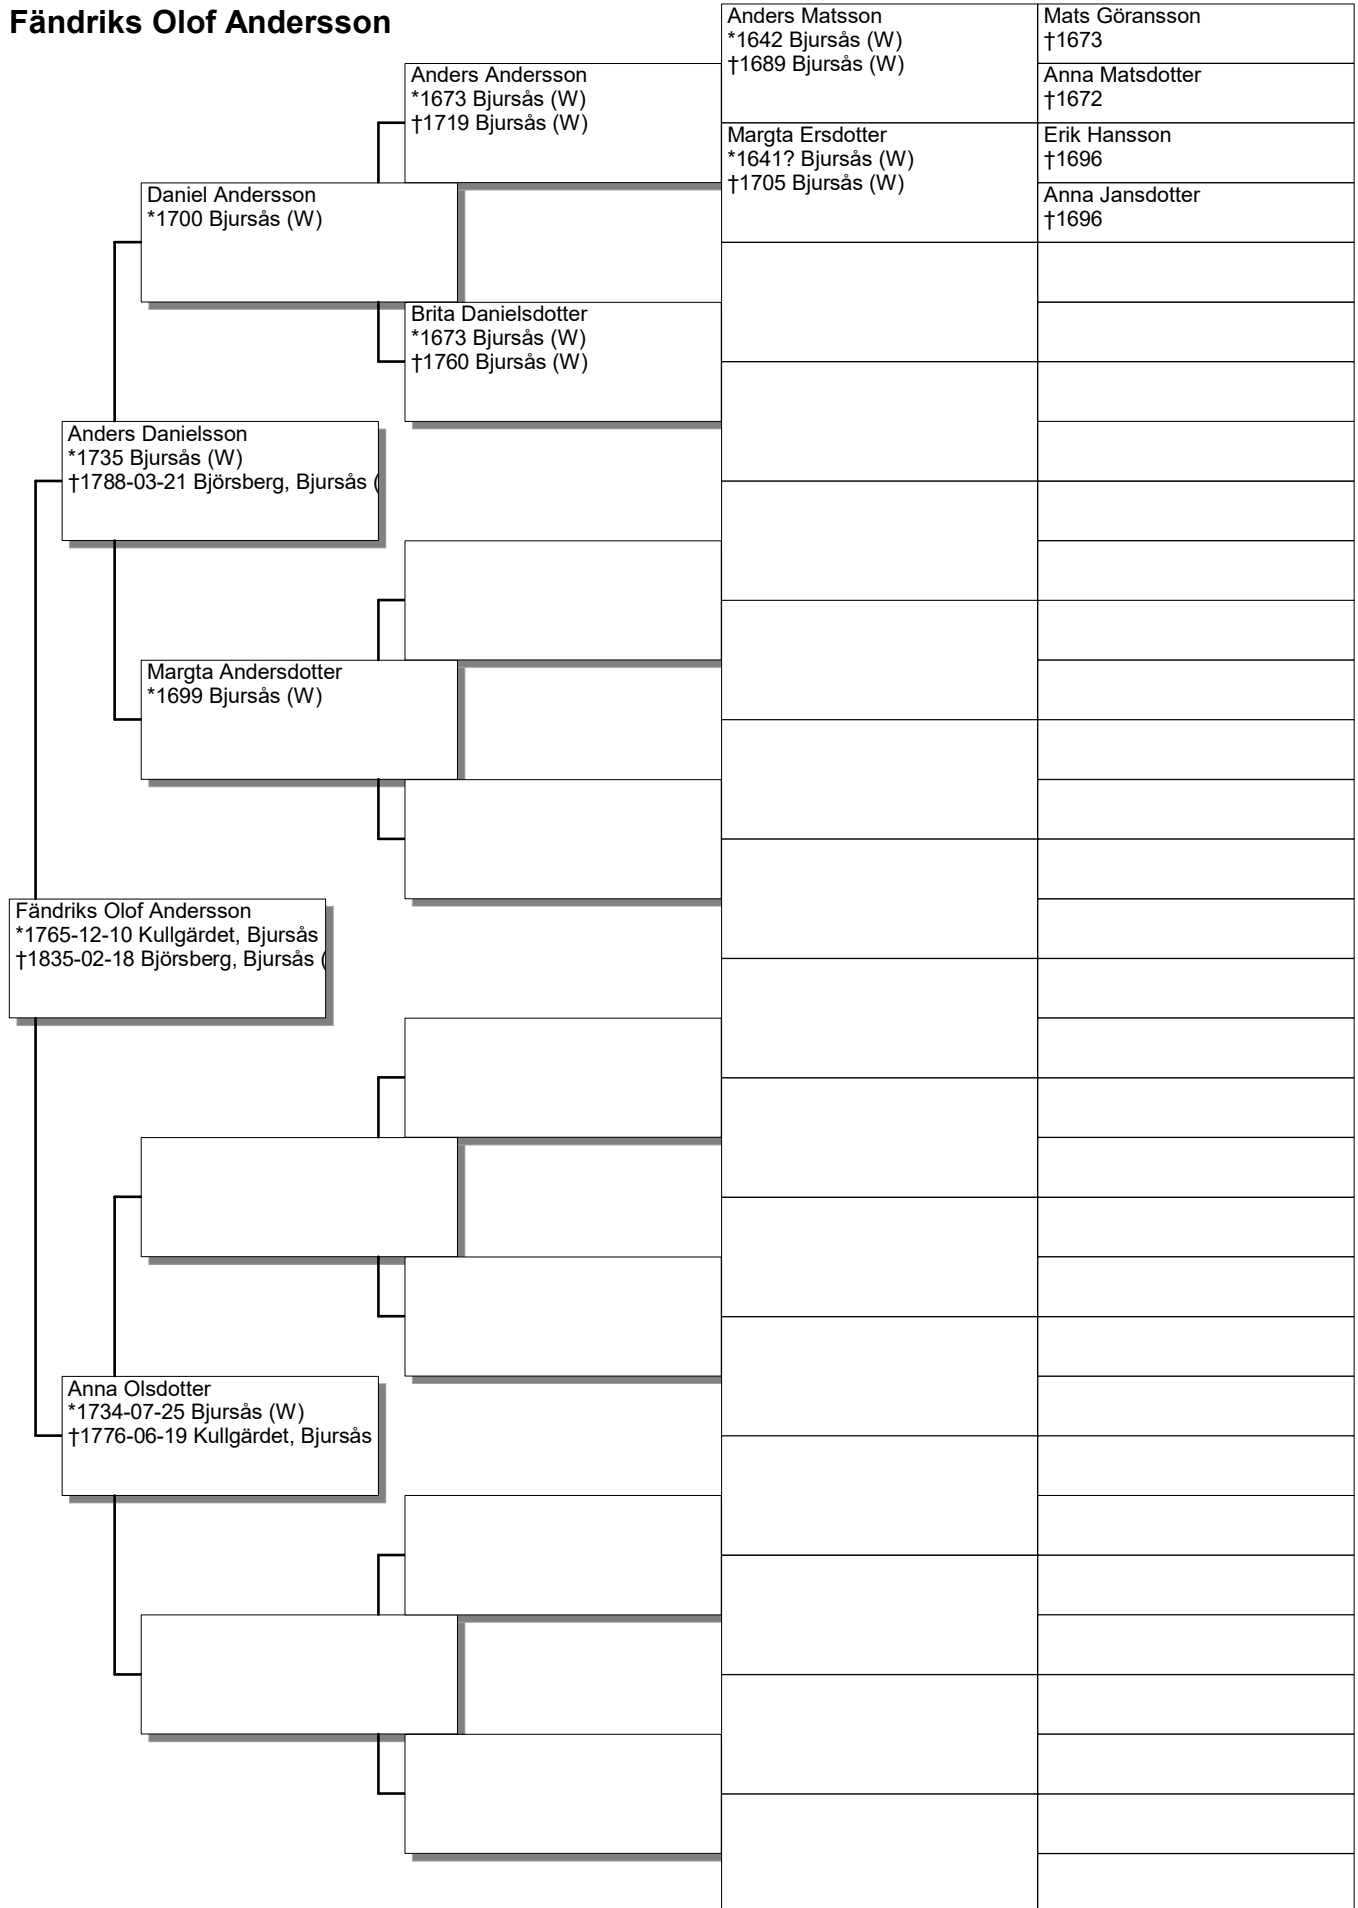 Fändriks Olof Andersson
Anders Matsson
*1642 Bjursås (W)
†1689 Bjursås (W)
Mats Göransson
†1673
Anna Matsdotter
†1672
Anders Andersson
*1673 Bjursås (W)
†1719 Bjursås (W)
Margta Ersdotter
*1641? Bjursås (W)
†1705 Bjursås (W)
Erik Hansson
†1696
Anna Jansdotter
†1696
Daniel Andersson
*1700 Bjursås (W)
Brita Danielsdotter
*1673 Bjursås (W)
†1760 Bjursås (W)
Anders Danielsson
*1735 Bjursås (W)
†1788-03-21 Björsberg, Bjursås (
Margta Andersdotter
*1699 Bjursås (W)
Fändriks Olof Andersson
*1765-12-10 Kullgärdet, Bjursås
†1835-02-18 Björsberg, Bjursås (
Anna Olsdotter
*1734-07-25 Bjursås (W)
†1776-06-19 Kullgärdet, Bjursås